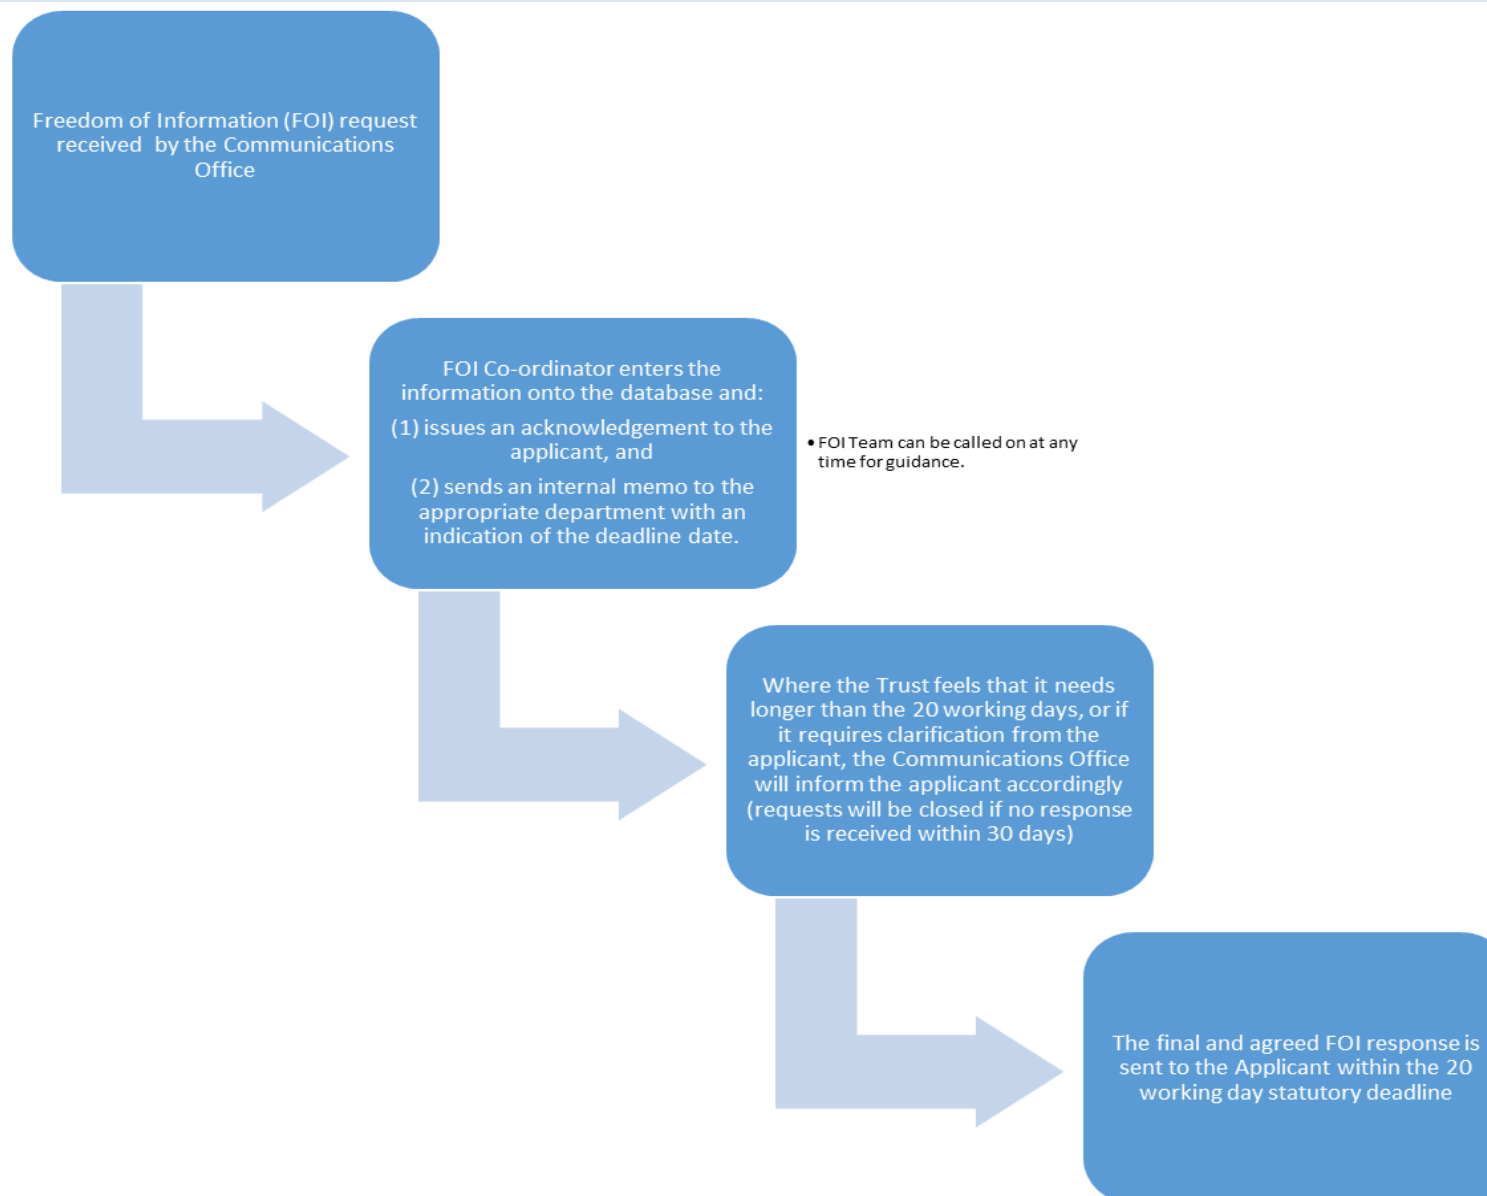 Freedom of Information (FOI) request
received by the Communications
Office
FOI Co-ordinator enters the
information onto the database and:
(1) issues an acknowledgement to the
applicant, and
(2) sends an internal memo to the
appropriate department with an
indication of the deadline date.
• FOI Team can be called on at any
time for guidance.
Where the Trust feels that it needs
longer than the 20 working days, or if
it requires clarification from the
applicant, the Communications Office
will inform the applicant accordingly
(requests will be closed if no response
is received within 30 days)
The final and agreed FOI response is
sent to the Applicant within the 20
working day statutory deadline